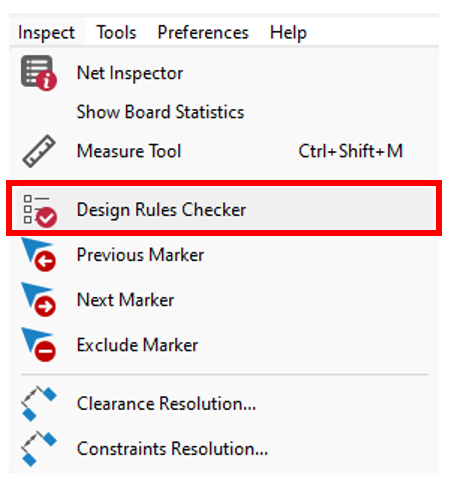 Inspect Tools Preferences Help
Net Inspector
Show Board Statistics
Measure Tool Ctrl+Shift+M
Design Rules Checker
Previous Marker
Next Marker
Exclude Marker
Clearance Resolution...
Constraints Resolution...